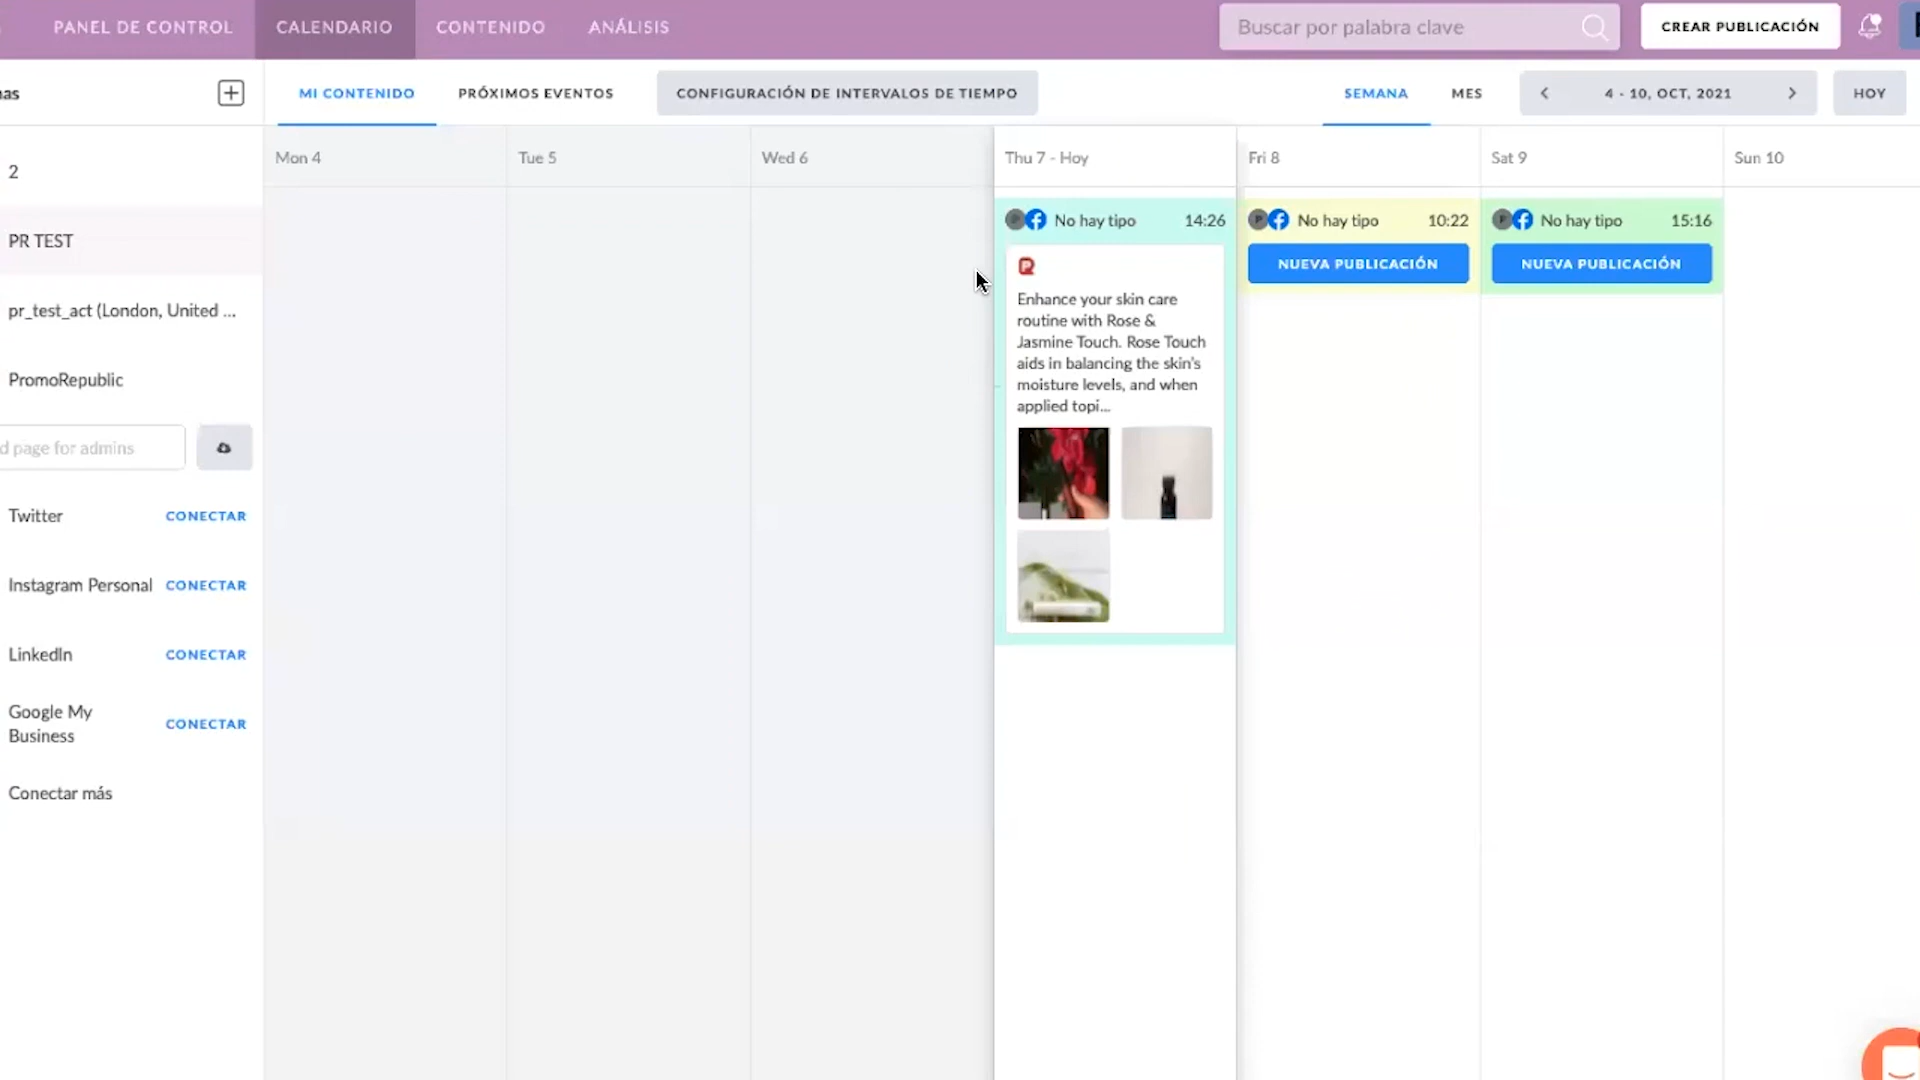 PANEL DE CONTROL
CALENDARIO
CONTENIDO
ANÁLISIS
Buscar por palabra clave
CREAR PUBLICACIÓN
MI CONTENIDO
PRÓXIMOS EVENTOS
CONFIGURACIÓN DE INTERVALOS DE TIEMPO
SEMANA
MES
4 - 10, OCT, 2021
HOY
2
PR TEST
pr_test_act (London, United ...
PromoRepublic
page for admins
Twitter CONECTAR
Instagram Personal CONECTAR
LinkedIn CONECTAR
Google My
Business
CONECTAR
Conectar más
Mon 4
Tue 5
Wed 6
Thu 7 - Hoy
Fri 8
Sat 9
Sun 10
No hay tipo 14:26
Enhance your skin care
routine with Rose &
Jasmine Touch. Rose Touch
aids in balancing the skin's
moisture levels, and when
applied topi...
No hay tipo 10:22
NUEVA PUBLICACIÓN
No hay tipo 15:16
NUEVA PUBLICACIÓN